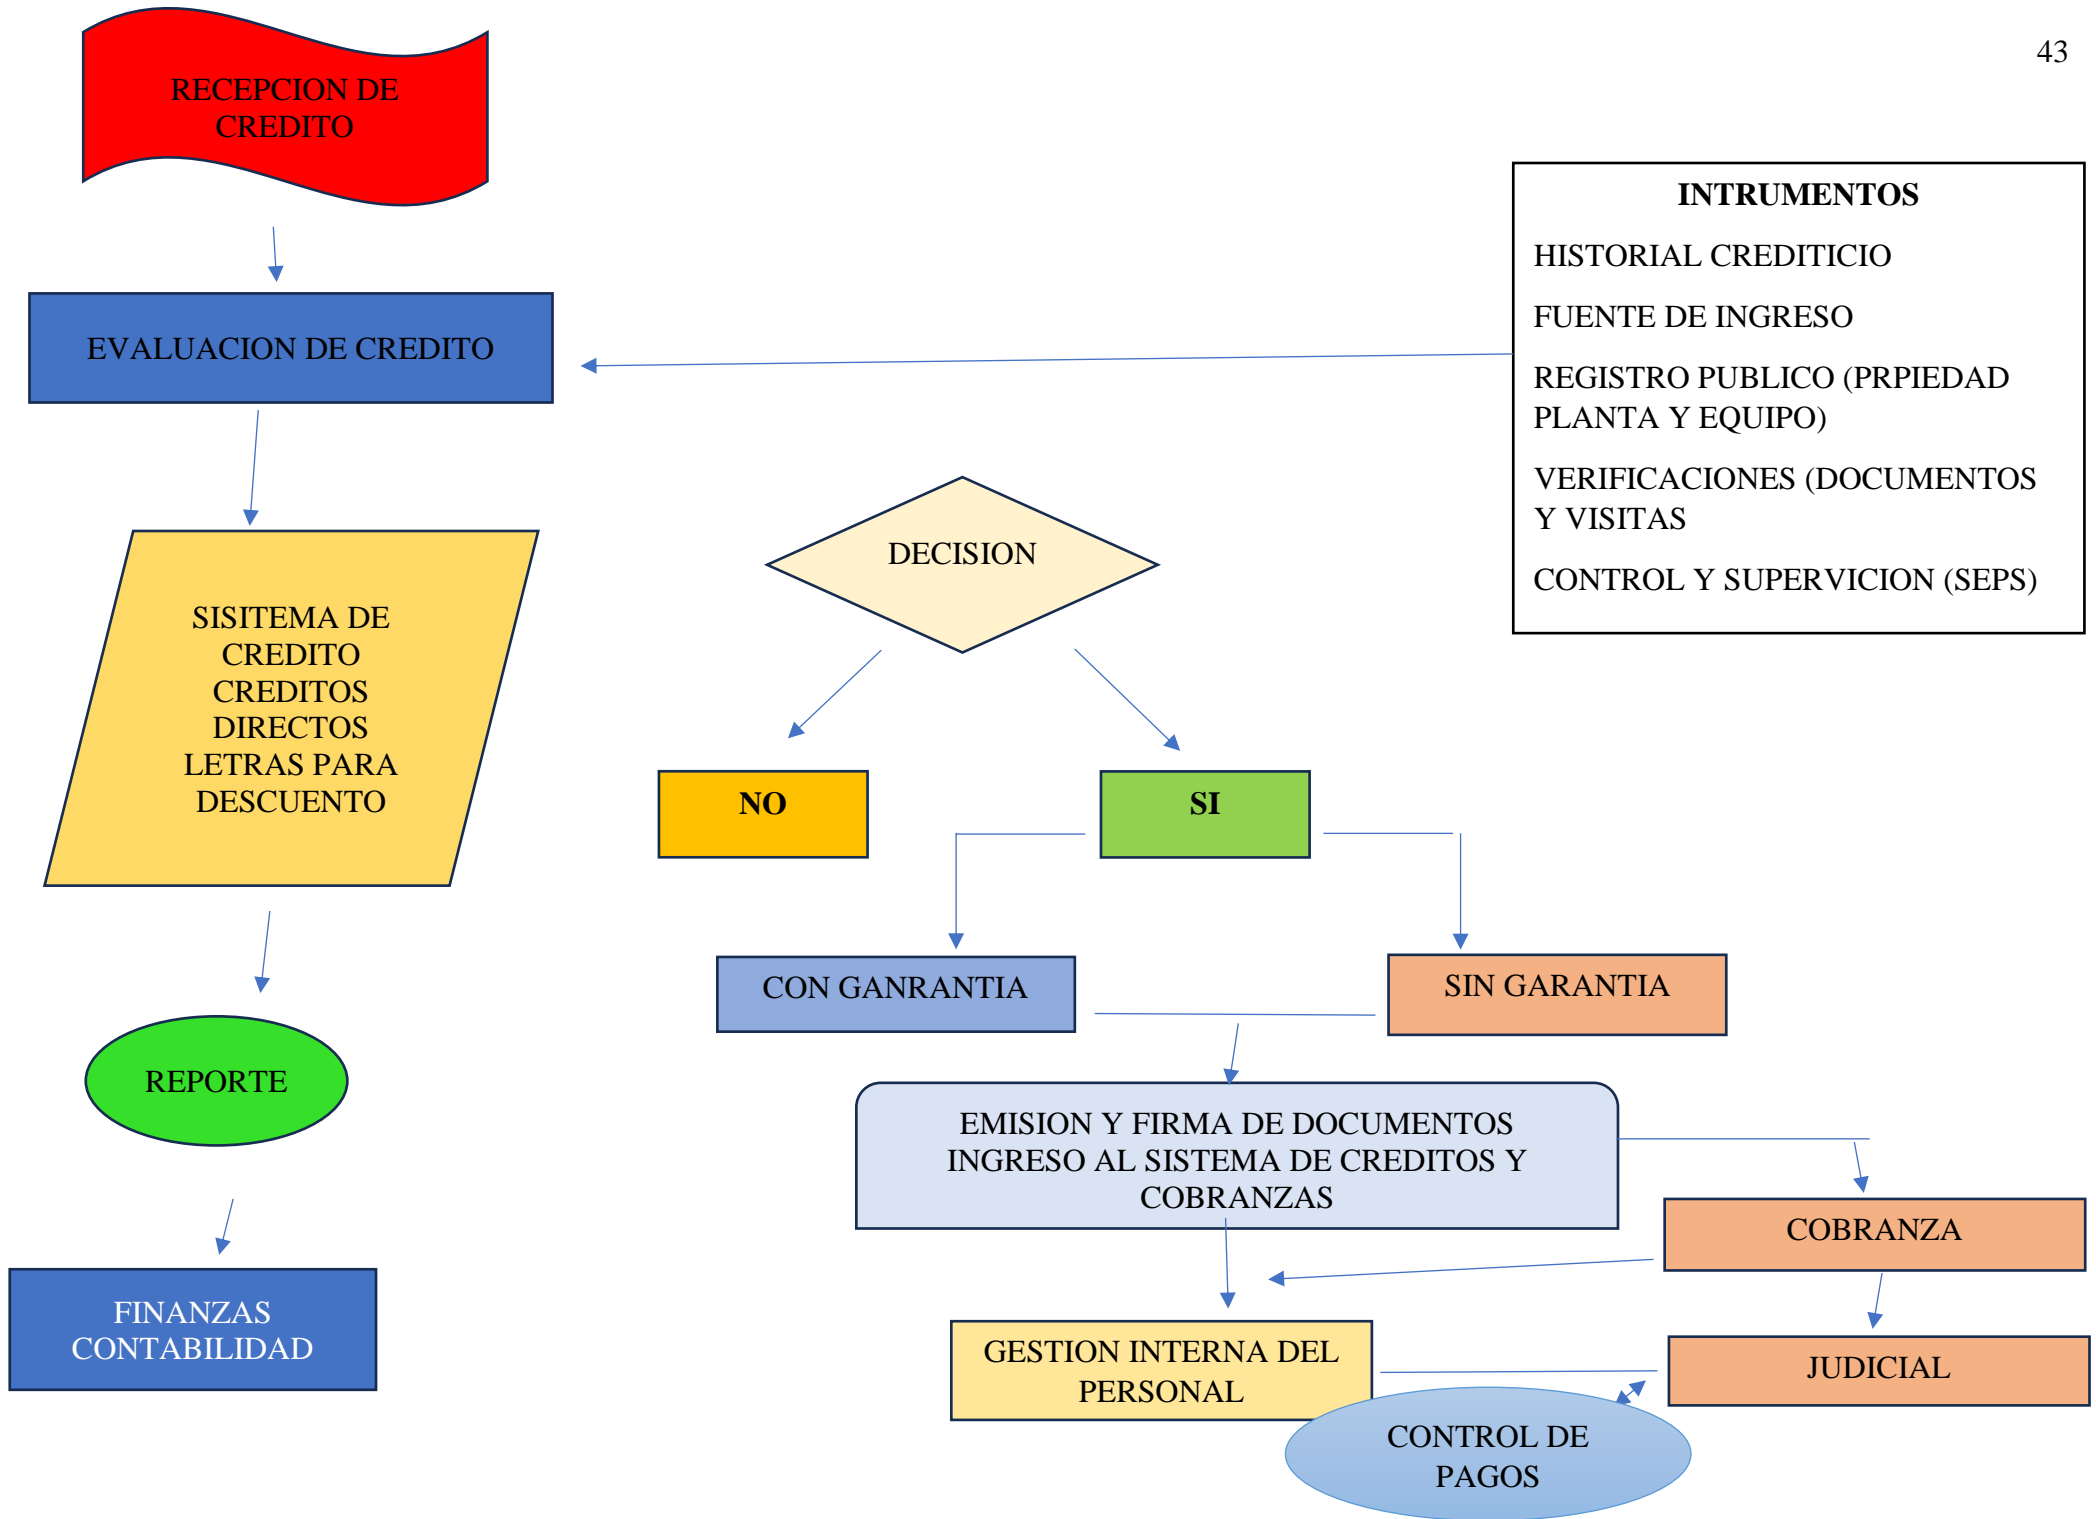 43
RECEPCION DE
CREDITO
INTRUMENTOS
HISTORIAL CREDITICIO
FUENTE DE INGRESO
REGISTRO PUBLICO (PRPIEDAD
PLANTA Y EQUIPO)
VERIFICACIONES (DOCUMENTOS
Y VISITAS
CONTROL Y SUPERVICION (SEPS)
EVALUACION DE CREDITO
SISITEMA DE
CREDITO
CREDITOS
DIRECTOS
LETRAS PARA
DESCUENTO
REPORTE
FINANZAS
CONTABILIDAD
DECISION
NO
SI
CON GANRANTIA
SIN GARANTIA
EMISION Y FIRMA DE DOCUMENTOS
INGRESO AL SISTEMA DE CREDITOS Y
COBRANZAS
COBRANZA
GESTION INTERNA DEL
PERSONAL
JUDICIAL
CONTROL DE
PAGOS